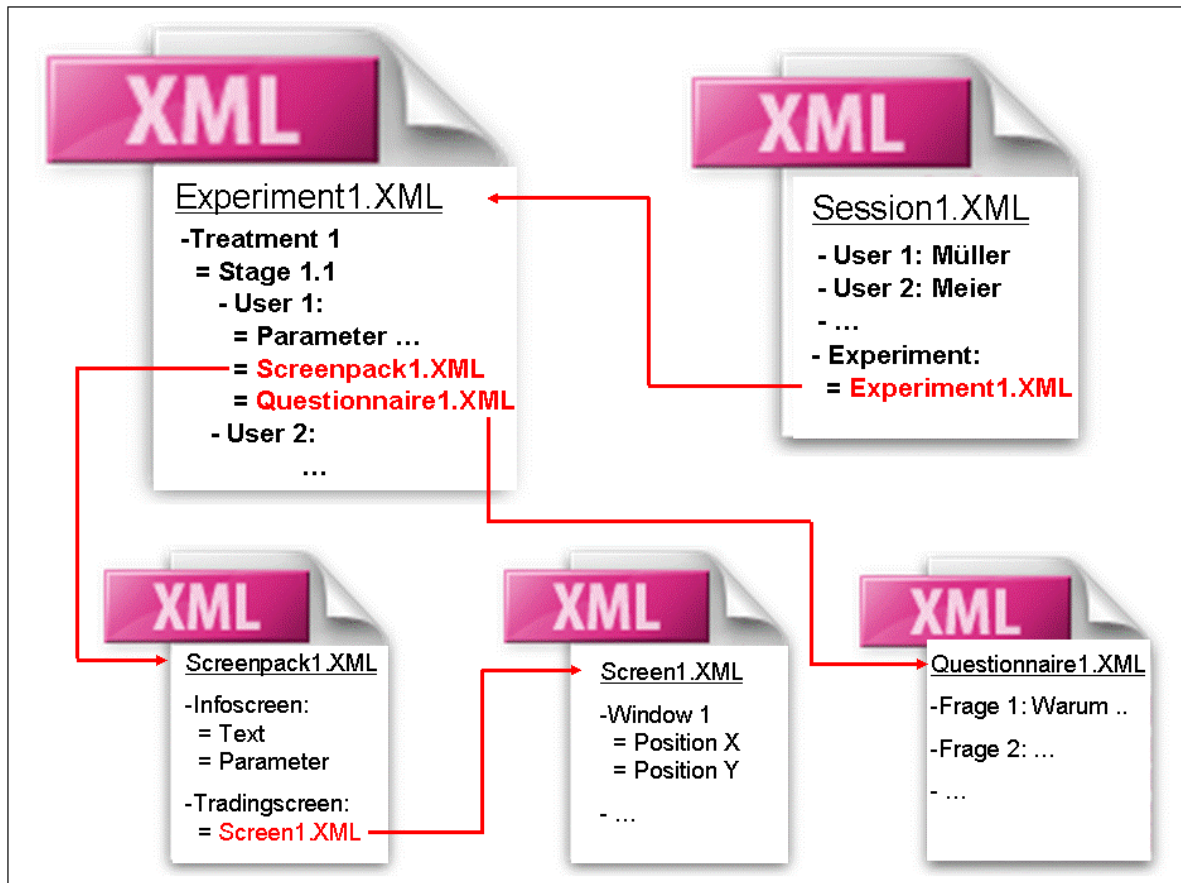 XML
Experiment1.XML
-Treatment 1
= Stage 1.1
- User 1:
= Parameter ...
= Screenpack1.XML
= Questionnaire1.XML
- User 2:
...
XML
Session1.XML
- User 1: Müller
- User 2: Meier
- ...
- Experiment:
= Experiment1.XML
XML
Screenpack1.XML
-Infoscreen:
= Text
= Parameter
-Tradingscreen:
= Screen1.XML
XML
Screen1.XML
-Window 1
= Position X
= Position Y
- ...
XML
Questionnaire1.XML
-Frage 1: Warum ..
-Frage 2: ...
- ...